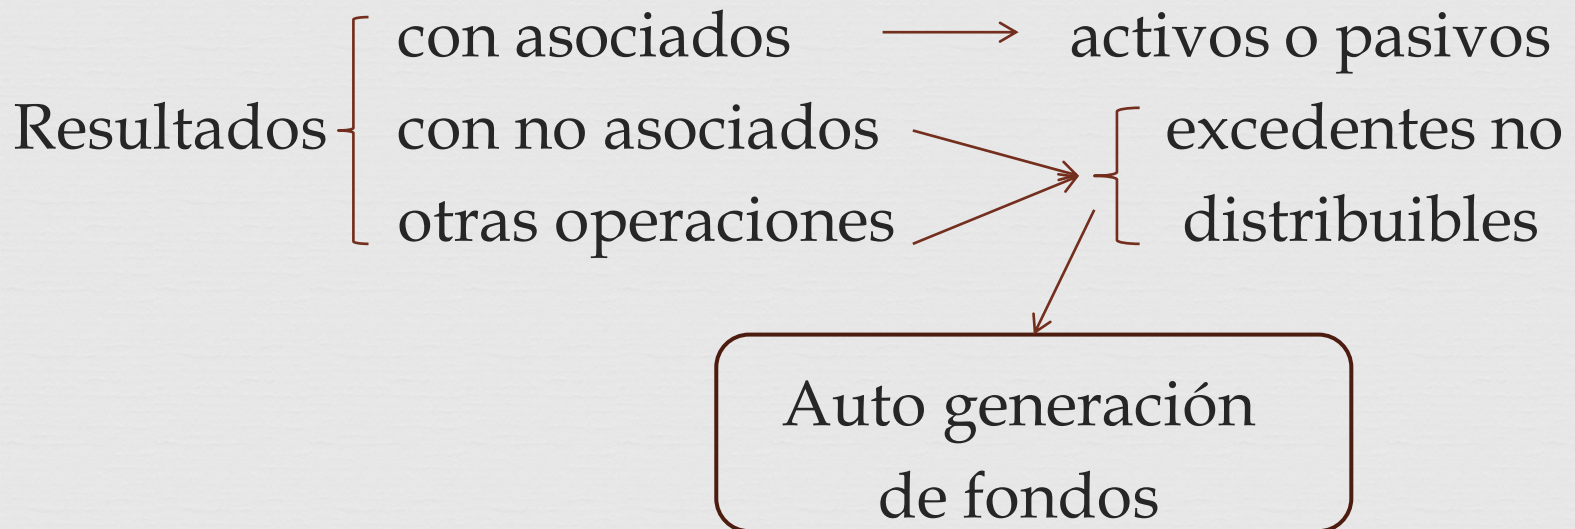 con asociados activos o pasivos
Resultados con no asociados excedentes no
otras operaciones distribuibles
Auto generación
de fondos